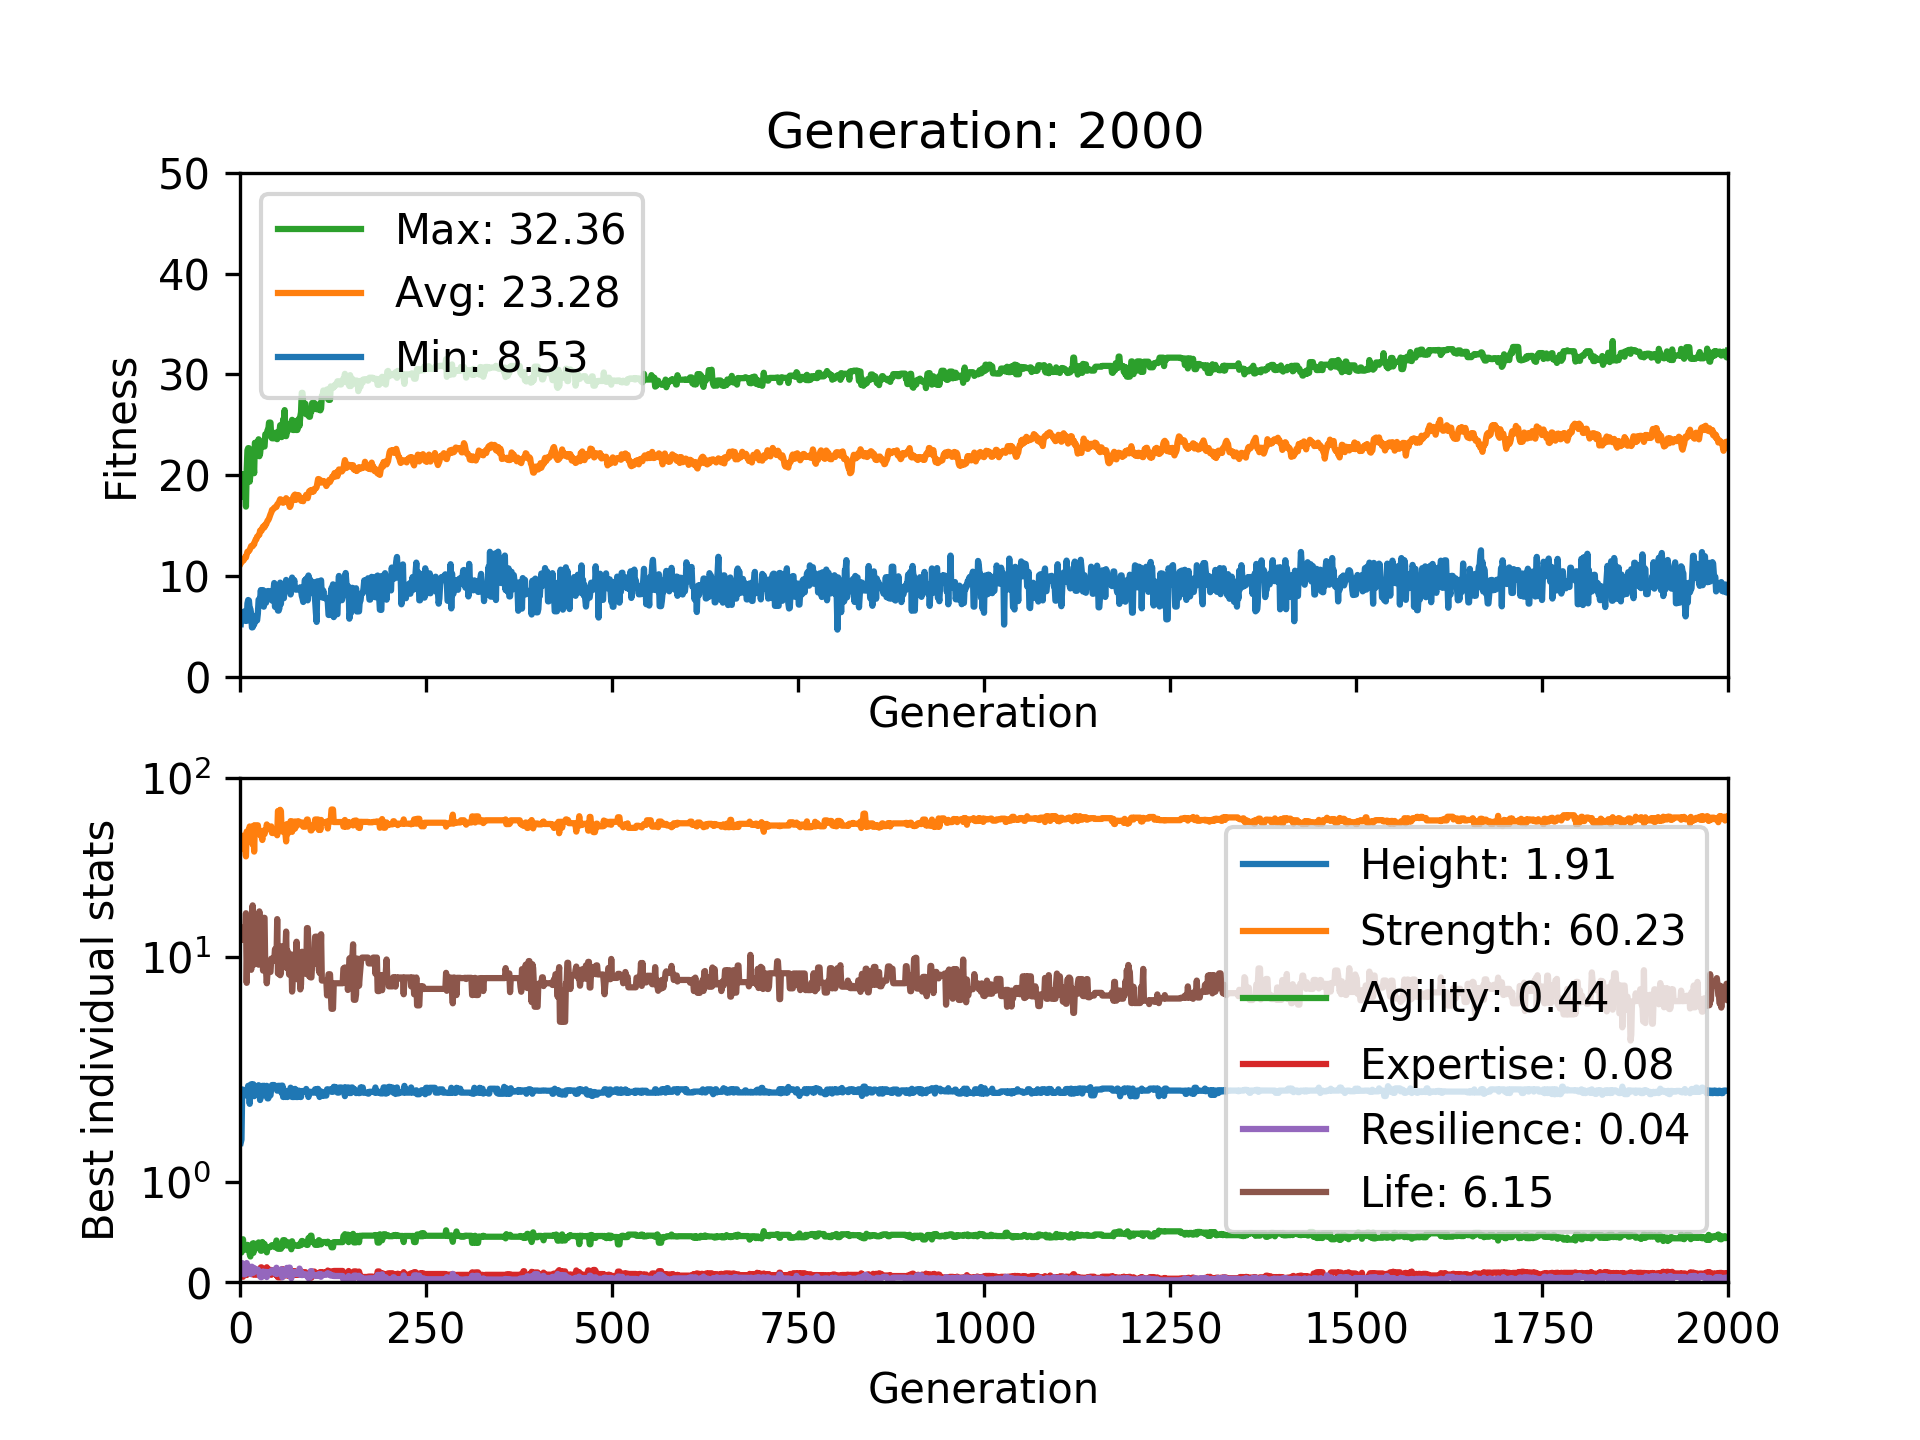 Generation: 2000
50
40
30
20
10
0
Fitness
Max: 32.36
Avg: 23.28
Min: 8.53
Generation
10²
10¹
10⁰
0
Best individual stats
Height: 1.91
Strength: 60.23
Agility: 0.44
Expertise: 0.08
Resilience: 0.04
Life: 6.15
0 250 500 750 1000 1250 1500 1750 2000
Generation